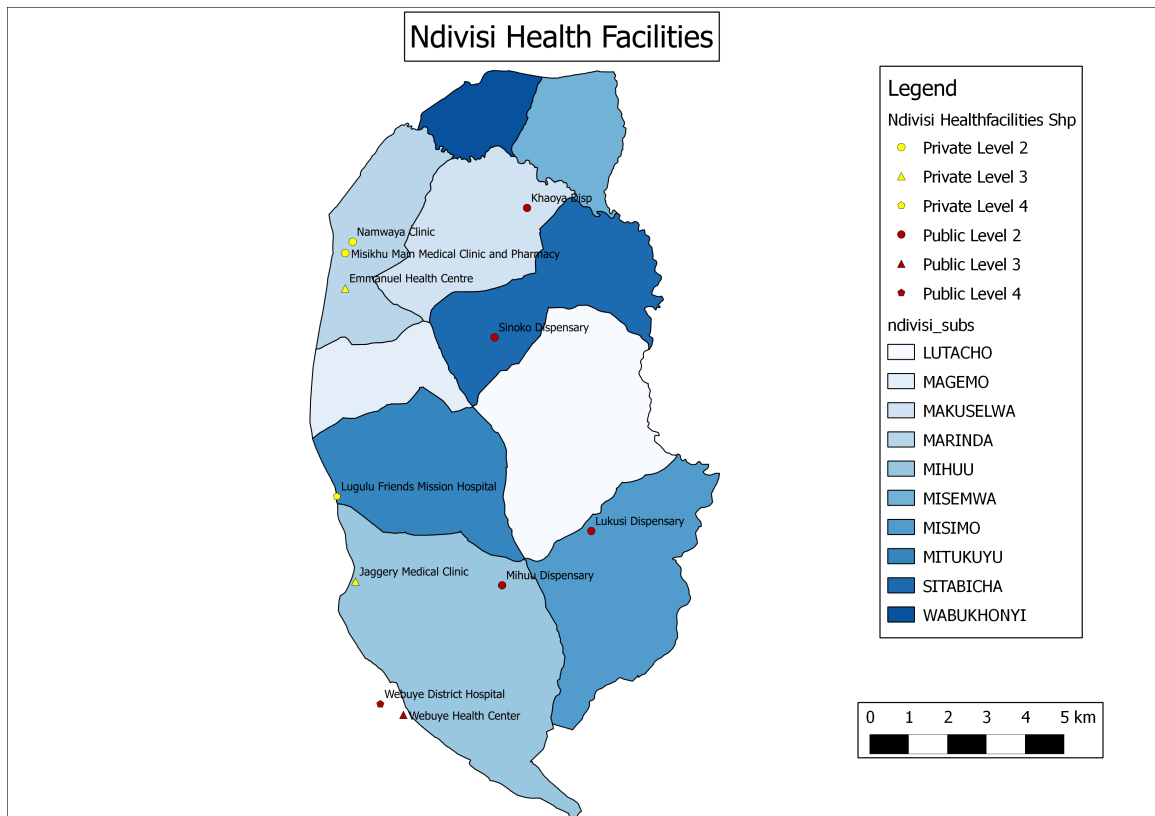 Ndivisi Health Facilities
Khaoya Disp
Namwaya Clinic
Misikhu Main Medical Clinic and Pharmacy
Emmanuel Health Centre
Sinoko Dispensary
Lugulu Friends Mission Hospital
Lukusi Dispensary
Jaggery Medical Clinic
Mihuu Dispensary
Webuye District Hospital
Webuye Health Center
Legend
Ndivisi Healthfacilities Shp
Private Level 2
Private Level 3
Private Level 4
Public Level 2
Public Level 3
Public Level 4
ndivisi_subs
LUTACHO
MAGEMO
MAKUSELWA
MARINDA
MIHUU
MISEMWA
MISIMO
MITUKUYU
SITABICHA
WABUKHONYI
0 1 2 3 4 5 km